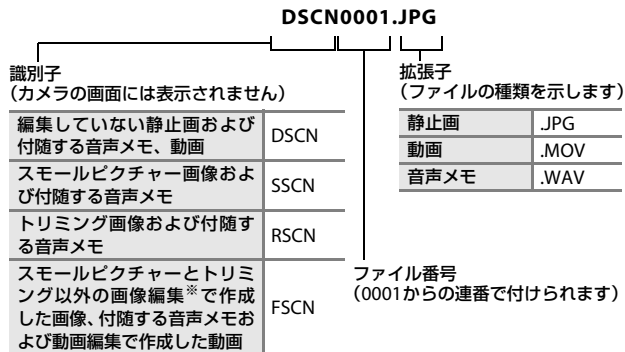 DSCN0001.JPG
識別子
（カメラの画面には表示されません）
編集していない静止画および
付随する音声メモ、動画
DSCN
スモールピクチャー画像およ
び付随する音声メモ
SSCN
トリミング画像および付随す
る音声メモ
RSCN
スモールピクチャーとトリミ
ング以外の画像編集※で作成
した画像、付随する音声メモお
よび動画編集で作成した動画
FSCN
拡張子
（ファイルの種類を示します）
静止画
.JPG
動画
.MOV
音声メモ
.WAV
ファイル番号
（0001からの連番で付けられます）